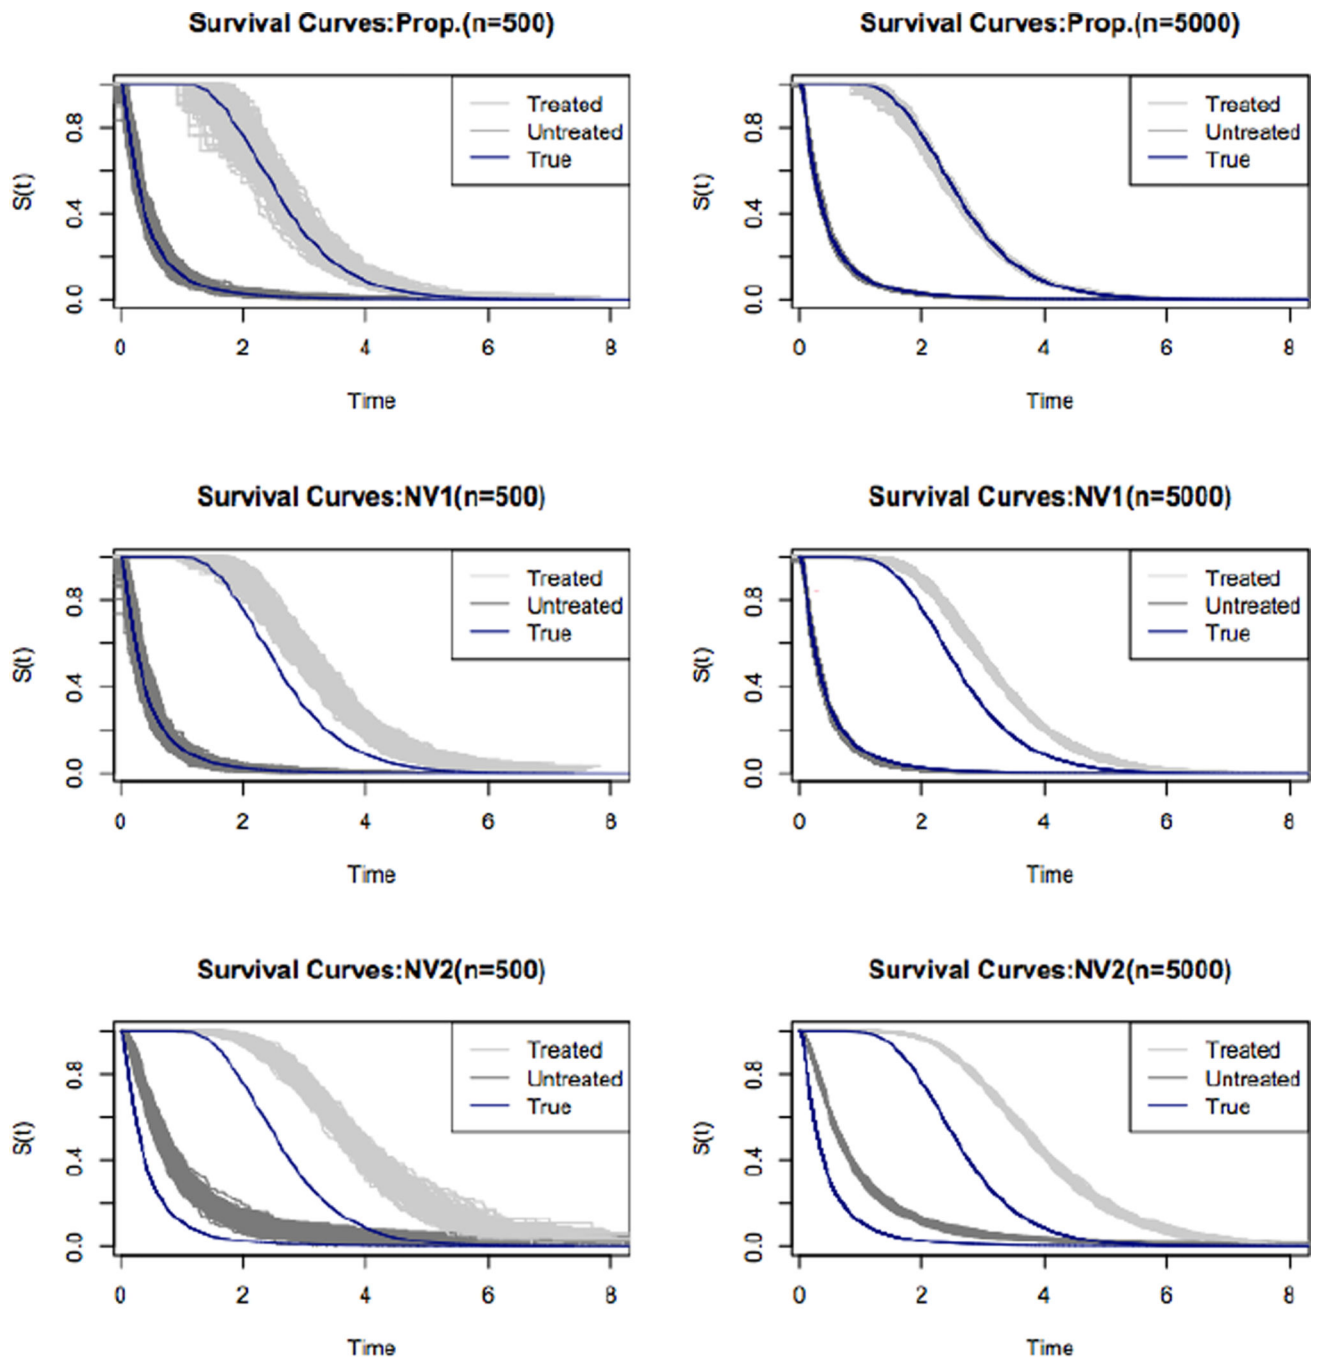 Survival Curves:Prop.(n=500)
S(t)
0.0 0.4 0.8
Treated
Untreated
True
0 2 4 6 8
Time
Survival Curves:Prop.(n=5000)
S(t)
0.0 0.4 0.8
Treated
Untreated
True
0 2 4 6 8
Time
Survival Curves:NV1(n=500)
S(t)
0.0 0.4 0.8
Treated
Untreated
True
0 2 4 6 8
Time
Survival Curves:NV1(n=5000)
S(t)
0.0 0.4 0.8
Treated
Untreated
True
0 2 4 6 8
Time
Survival Curves:NV2(n=500)
S(t)
0.0 0.4 0.8
Treated
Untreated
True
0 2 4 6 8
Time
Survival Curves:NV2(n=5000)
S(t)
0.0 0.4 0.8
Treated
Untreated
True
0 2 4 6 8
Time